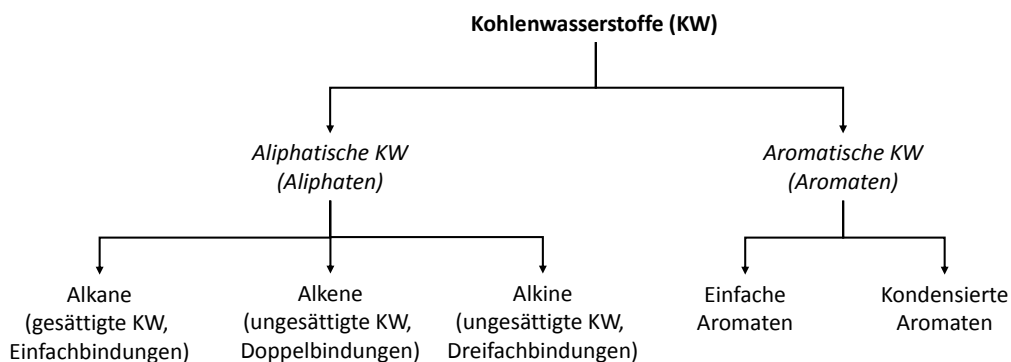 Kohlenwasserstoffe (KW)
Aliphatische KW
(Aliphaten)
Aromatische KW
(Aromaten)
Alkane
(gesättigte KW,
Einfachbindungen)
Alkene
(ungesättigte KW,
Doppelbindungen)
Alkine
(ungesättigte KW,
Dreifachbindungen)
Einfache
Aromaten
Kondensierte
Aromaten